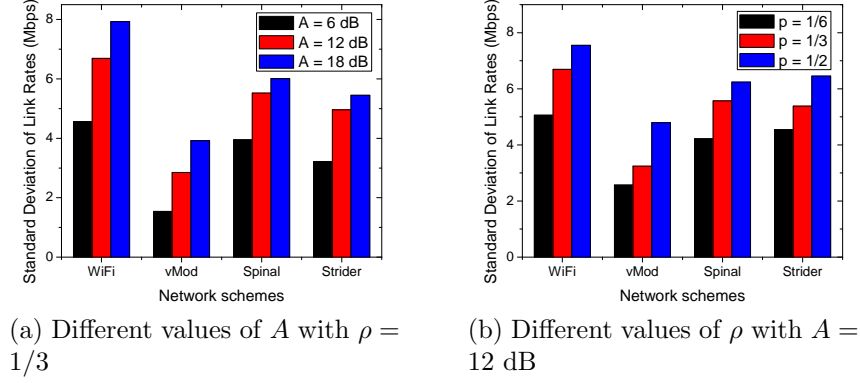 Standard Deviation of Link Rates (Mbps)
8
6
4
2
0
A = 6 dB
A = 12 dB
A = 18 dB
WiFi vMod Spinal Strider
Network schemes
(a) Different values of A with ρ =
1/3
Standard Deviation of Link Rates (Mbps)
8
6
4
2
0
p = 1/6
p = 1/3
p = 1/2
WiFi vMod Spinal Strider
Network schemes
(b) Different values of ρ with A =
12 dB